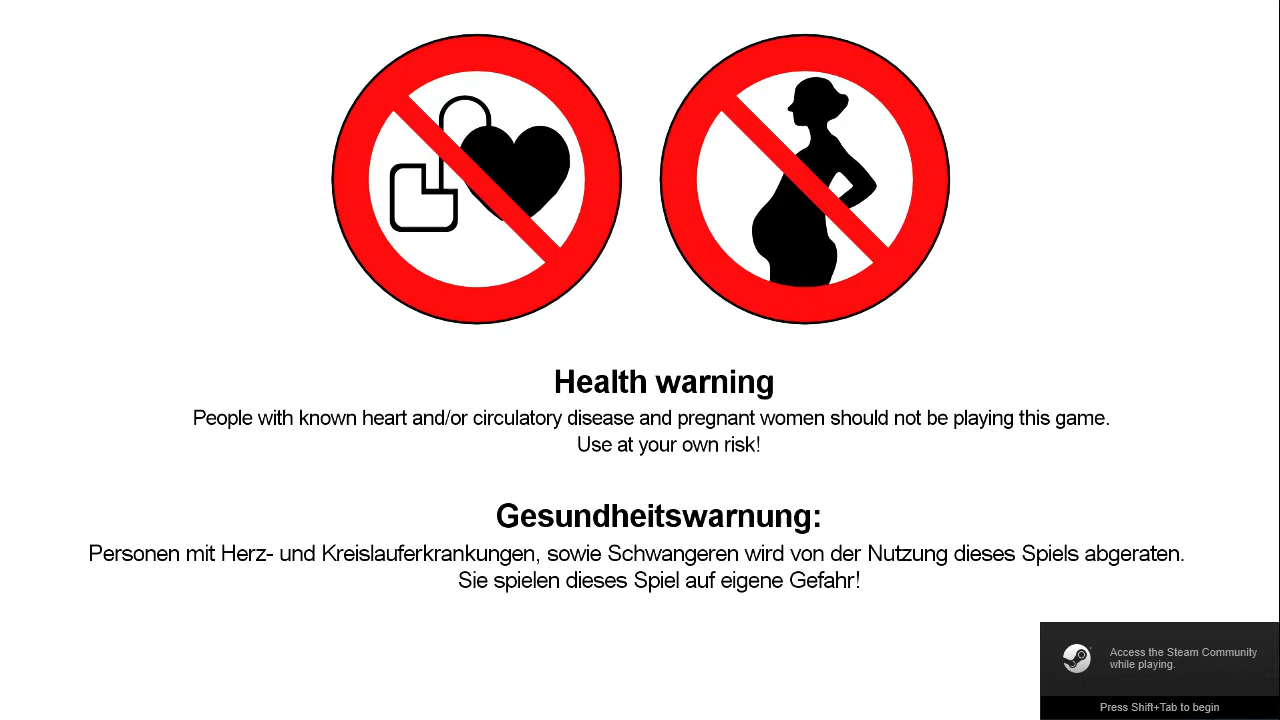 Health warning
People with known heart and/or circulatory disease and pregnant women should not be playing this game.
Use at your own risk!
Gesundheitswarnung:
Personen mit Herz- und Kreislauferkrankungen, sowie Schwangeren wird von der Nutzung dieses Spiels abgeraten.
Sie spielen dieses Spiel auf eigene Gefahr!
Access the Steam Community
while playing.
Press Shift+Tab to begin